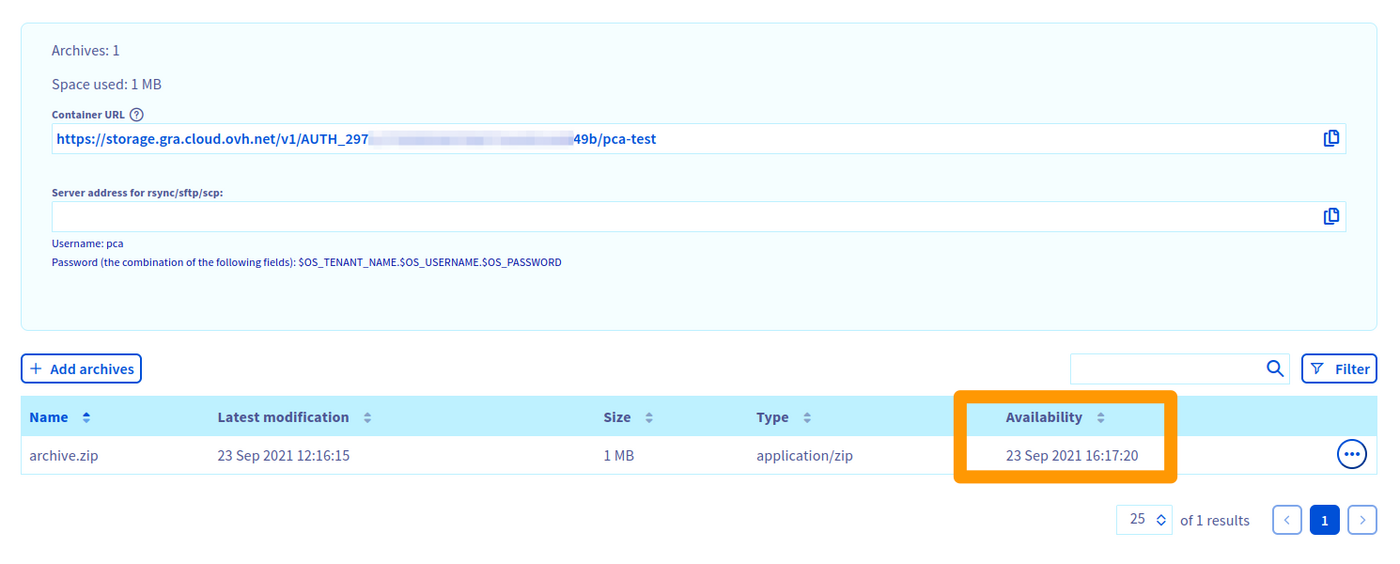 Archives: 1
Space used: 1 MB
Container URL ?
https://storage.gra.cloud.ovh.net/v1/AUTH_297 49b/pca-test
Server address for rsync/sftp/scp:
Username: pca
Password (the combination of the following fields): $OS_TENANT_NAME.$OS_USERNAME.$OS_PASSWORD
+ Add archives
Filter
Name Latest modification Size Type Availability
archive.zip 23 Sep 2021 12:16:15 1 MB application/zip 23 Sep 2021 16:17:20
25 of 1 results 1